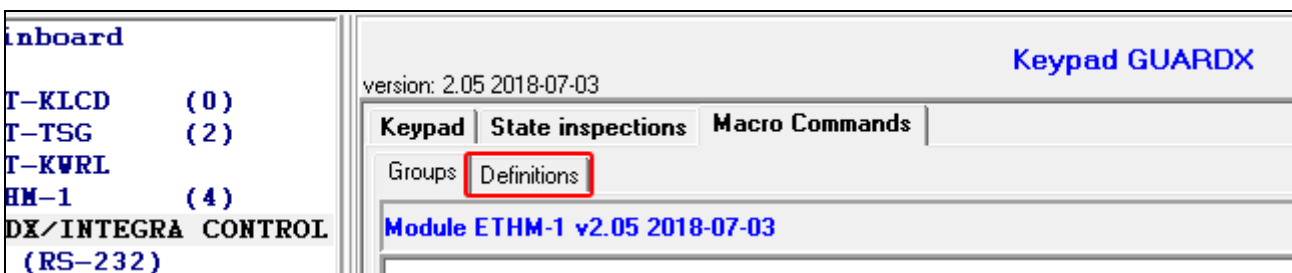 inboard
T-KLCD (0)
T-TSG (2)
T-KWRL
HM-1 (4)
DX/INTEGRA CONTROL
(RS-232)
Keypad GUARDX
version: 2.05 2018-07-03
Keypad State inspections Macro Commands
Groups Definitions
Module ETHM-1 v2.05 2018-07-03